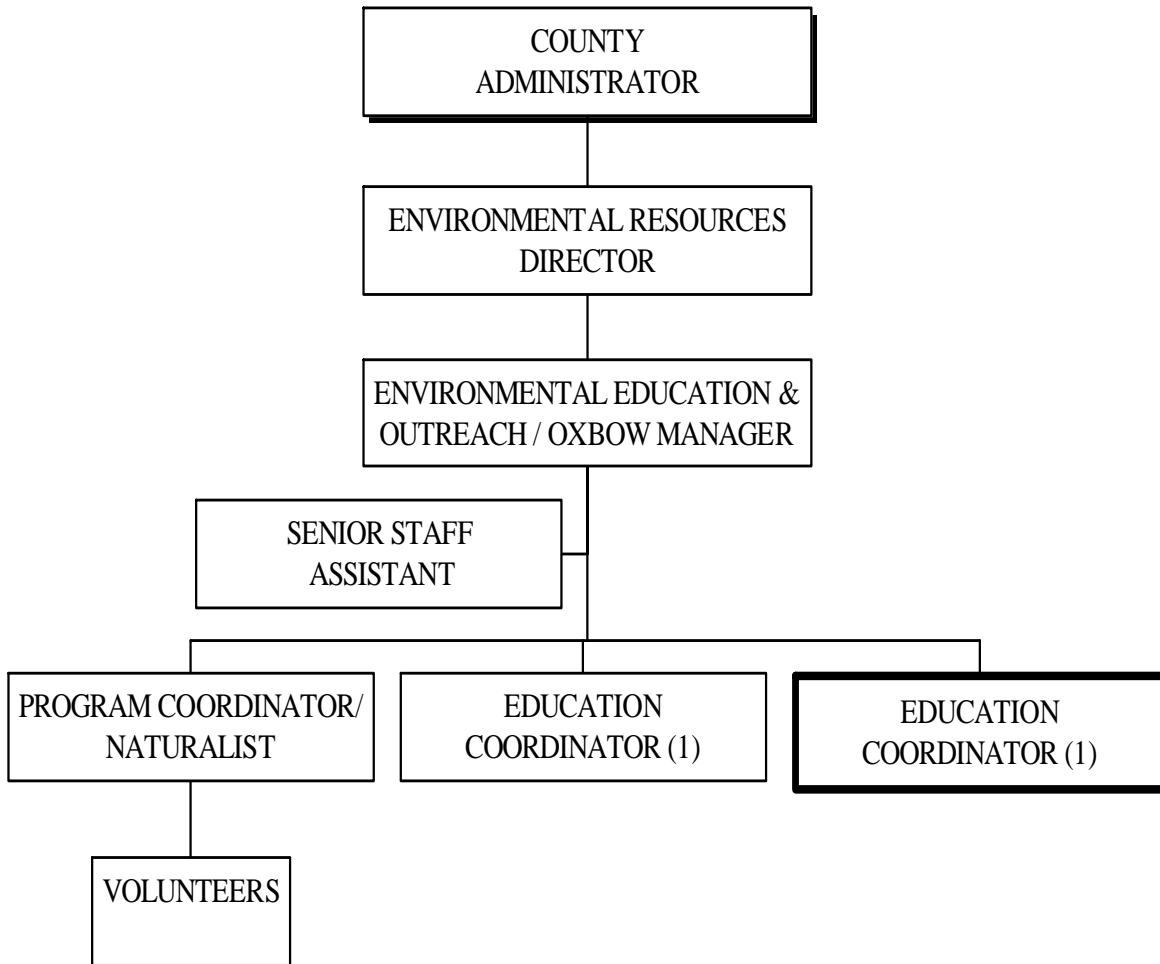 COUNTY
ADMINISTRATOR
ENVIRONMENTAL RESOURCES
DIRECTOR
ENVIRONMENTAL EDUCATION &
OUTREACH / OXBOW MANAGER
SENIOR STAFF
ASSISTANT
PROGRAM COORDINATOR/
NATURALIST
EDUCATION
COORDINATOR (1)
EDUCATION
COORDINATOR (1)
VOLUNTEERS